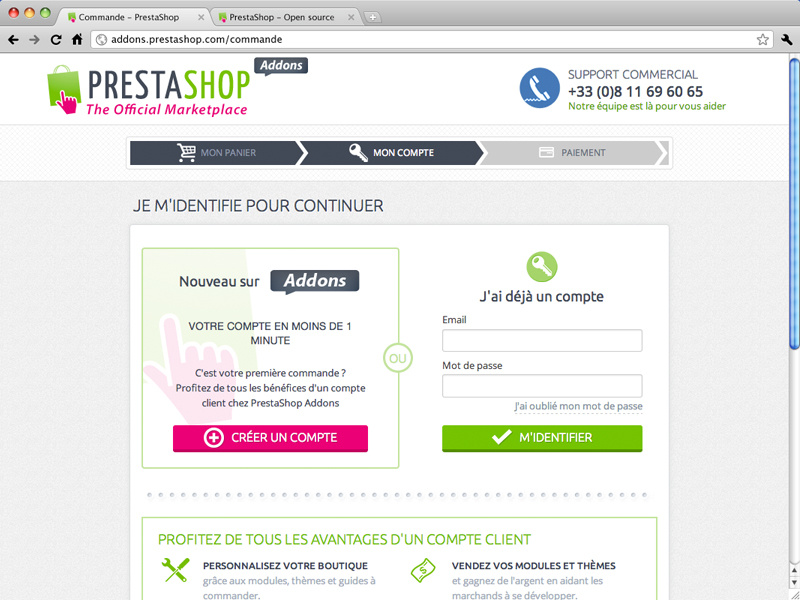 Commande – PrestaShop
PrestaShop – Open source
addons.prestashop.com/commande
PRESTASHOP
Addons
The Official Marketplace
SUPPORT COMMERCIAL
+33 (0)8 11 69 60 65
Notre équipe est là pour vous aider
MON PANIER
MON COMPTE
PAIEMENT
JE M'IDENTIFIE POUR CONTINUER
Nouveau sur Addons
VOTRE COMPTE EN MOINS DE 1
MINUTE
C'est votre première commande ?
Profitez de tous les bénéfices d'un compte
client chez PrestaShop Addons
CRÉER UN COMPTE
OU
J'ai déjà un compte
Email
Mot de passe
J'ai oublié mon mot de passe
M'IDENTIFIER
PROFITEZ DE TOUS LES AVANTAGES D'UN COMPTE CLIENT
PERSONNALISEZ VOTRE BOUTIQUE
grâce aux modules, thèmes et guides à
commander.
VENDEZ VOS MODULES ET THÈMES
et gagnez de l'argent en aidant les
marchands à se développer.